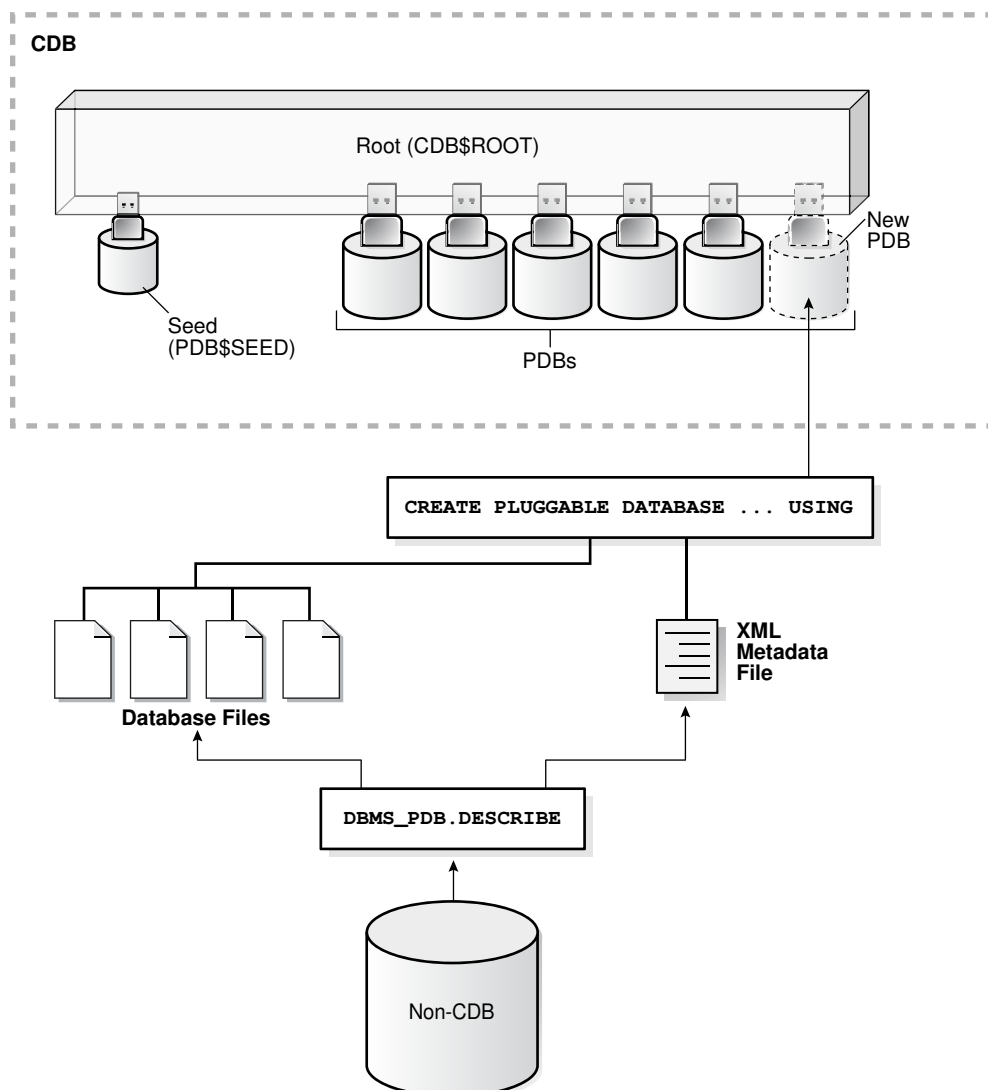 CDB
Root (CDB$ROOT)
New
PDB
Seed
(PDB$SEED)
PDBs
CREATE PLUGGABLE DATABASE ... USING
XML
Metadata
File
Database Files
DBMS_PDB.DESCRIBE
Non-CDB